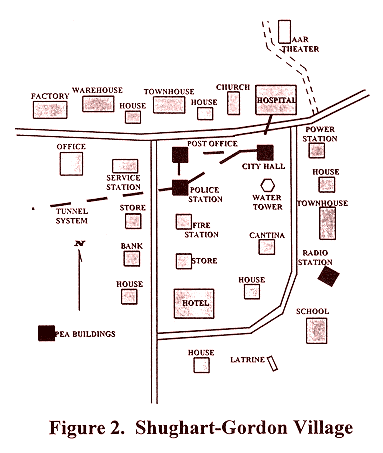 AAR
THEATER
CHURCH
WAREHOUSE
TOWNHOUSE
FACTORY
HOUSE
HOUSE
HOSPITAL
POWER
STATION
OFFICE
POST OFFICE
CITY HALL
SERVICE
STATION
HOUSE
POLICE
STATION
WATER
TOWER
TUNNEL
SYSTEM
STORE
TOWNHOUSE
FIRE
STATION
CANTINA
N
BANK
STORE
RADIO
STATION
HOUSE
HOTEL
HOUSE
SCHOOL
PEA BUILDINGS
HOUSE
LATRINE
Figure 2. Shughart-Gordon Village